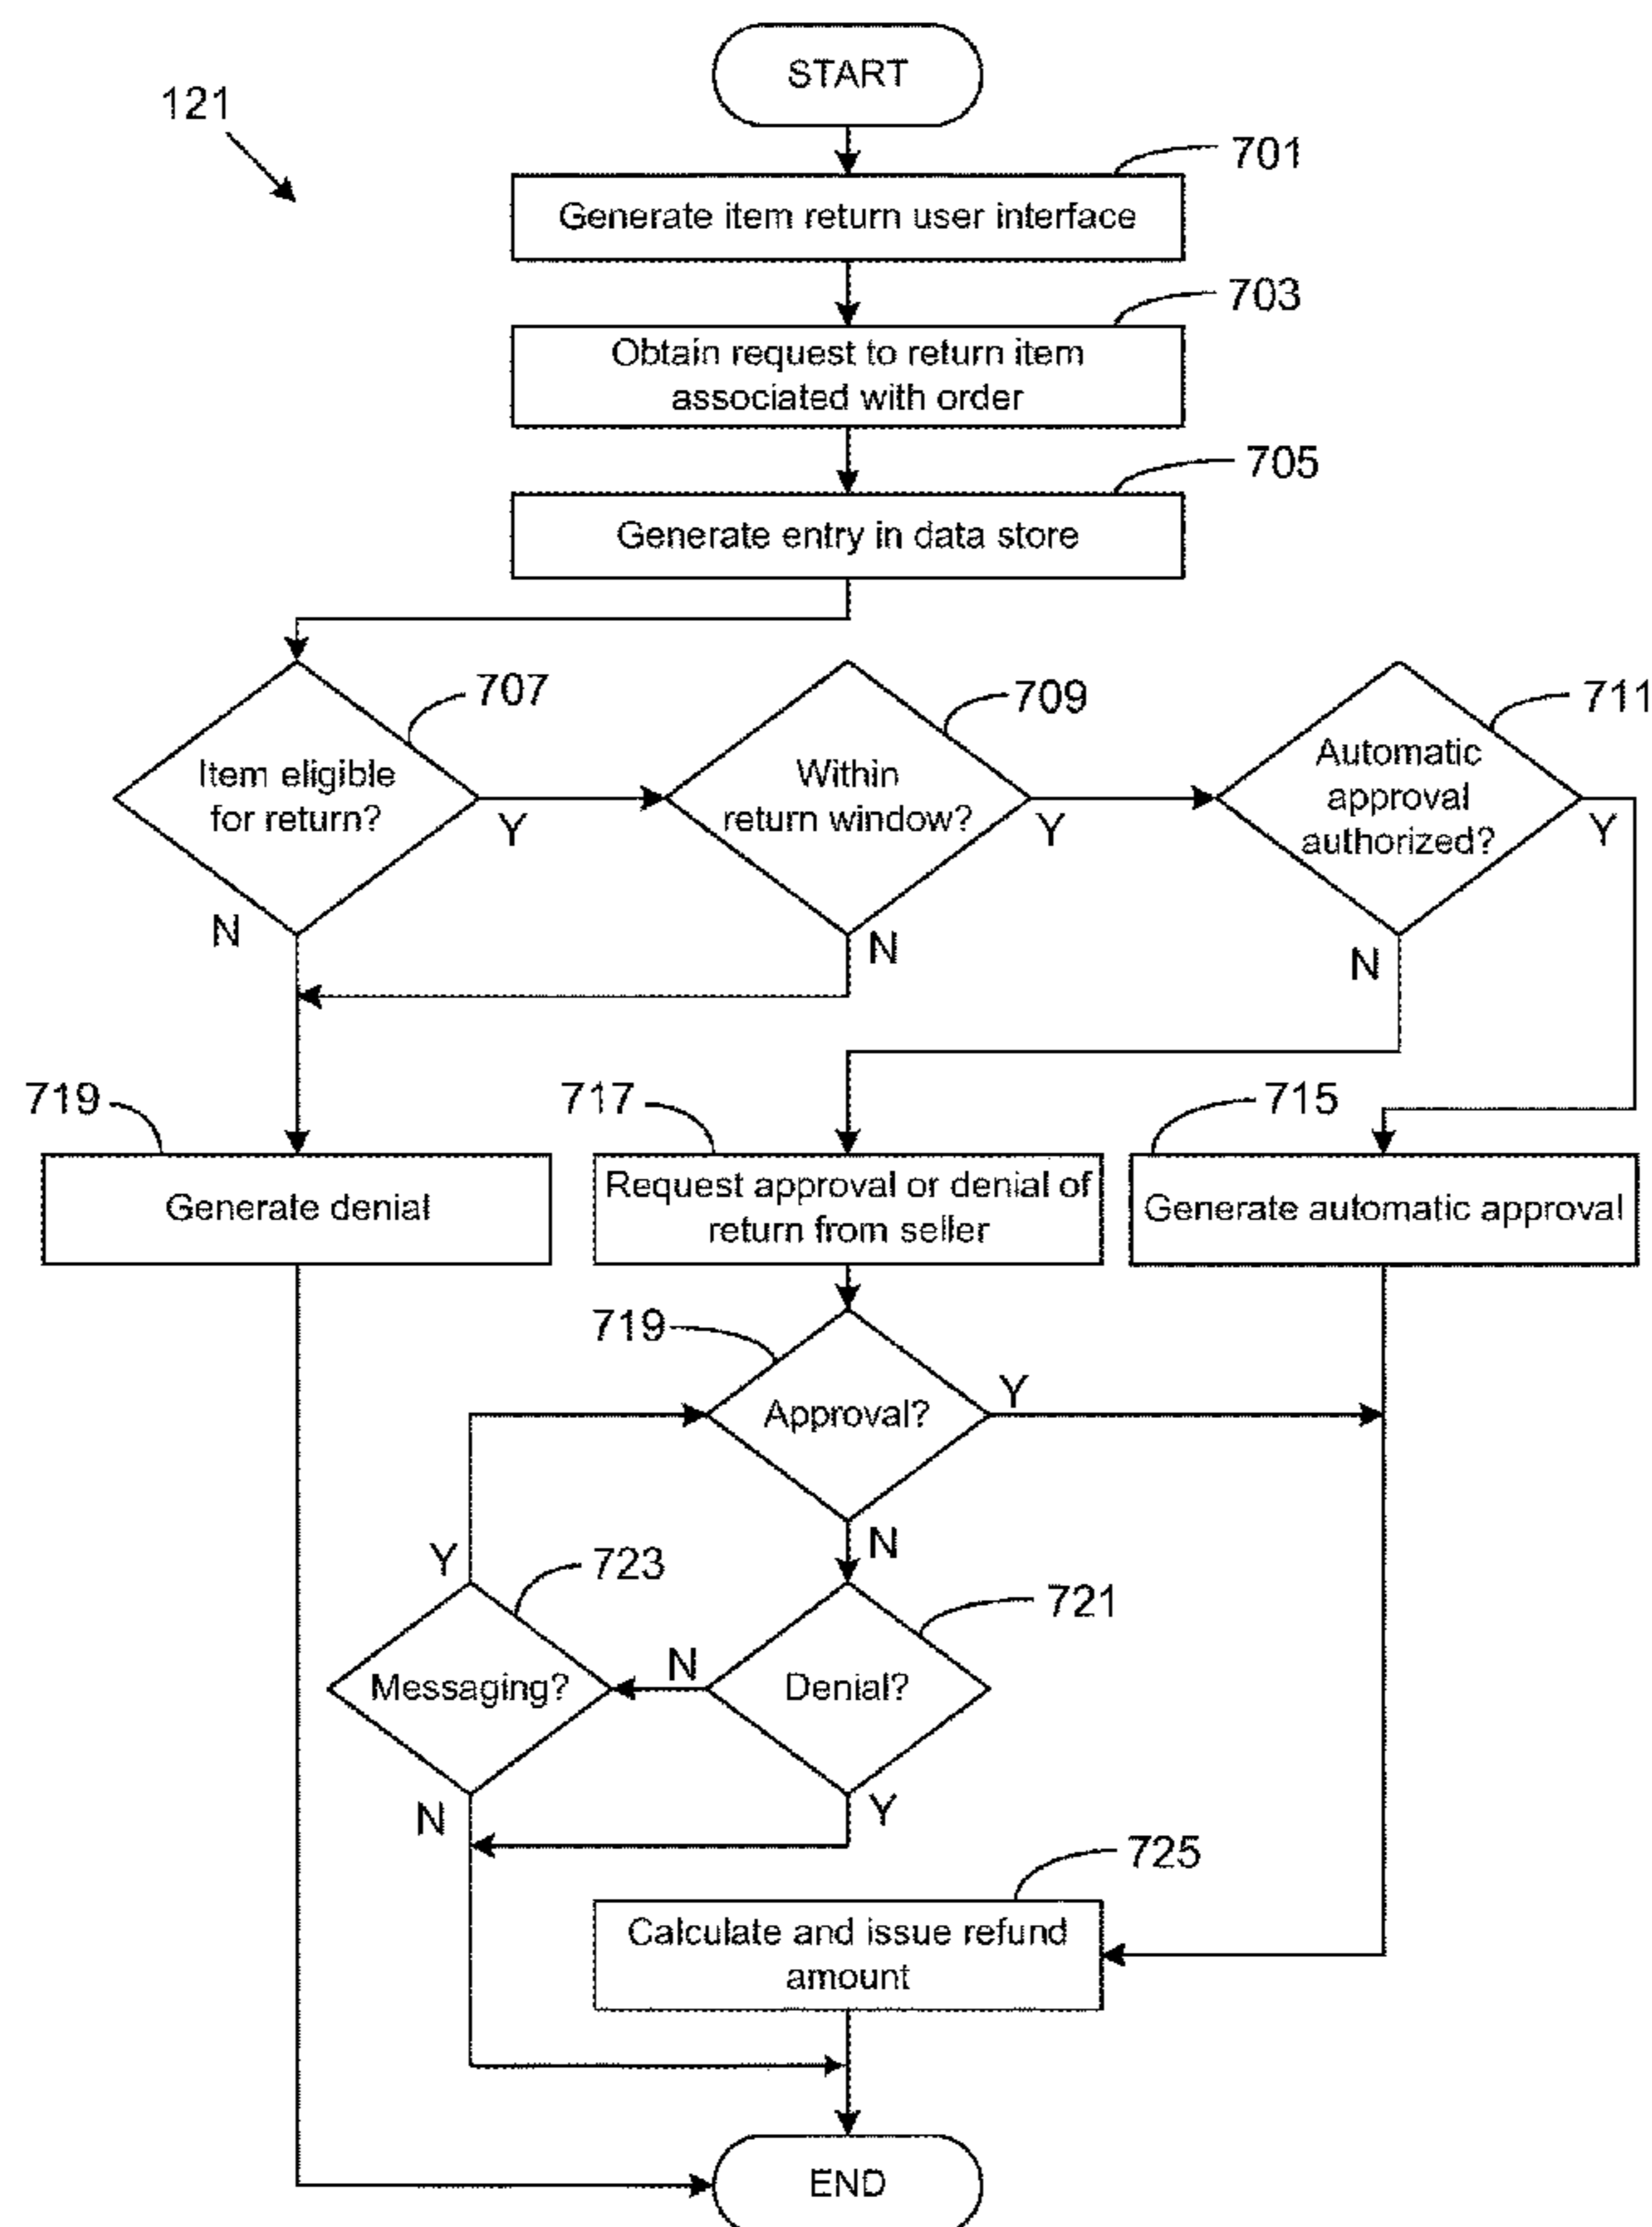 START
121
701
Generate item return user interface
703
Obtain request to return item
associated with order
705
Generate entry in data store
707
Item eligible
for return?
Y
N
709
Within
return window?
Y
N
711
Automatic
approval
authorized?
Y
N
719
Generate denial
717
Request approval or denial of
return from seller
715
Generate automatic approval
719
Approval?
Y
N
723
Messaging?
Y
N
721
Denial?
N
Y
725
Calculate and issue refund
amount
END